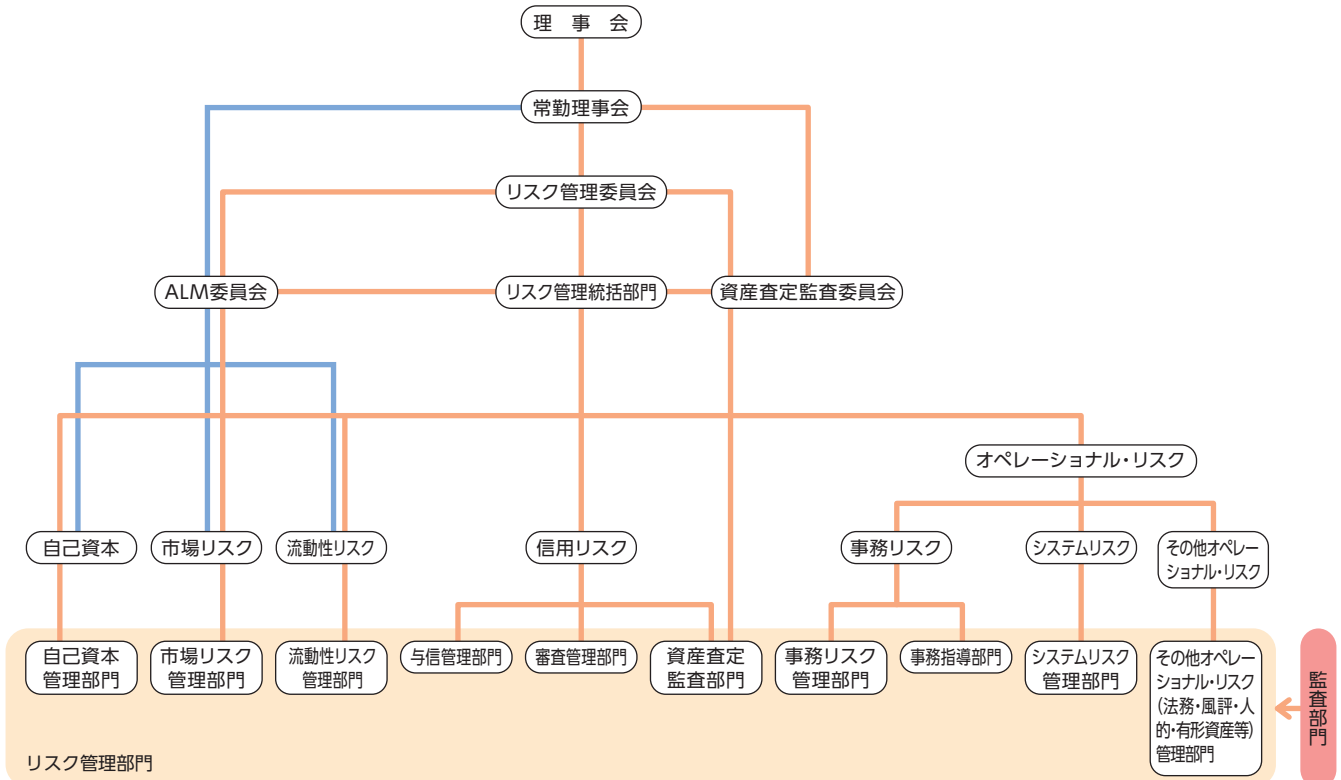 理事会
常勤理事会
リスク管理委員会
ALM委員会
リスク管理統括部門
資産査定監査委員会
オペレーショナル・リスク
自己資本
市場リスク
流動性リスク
信用リスク
事務リスク
システムリスク
その他オペレー
ショナル・リスク
自己資本
管理部門
市場リスク
管理部門
流動性リスク
管理部門
与信管理部門
審査管理部門
資産査定
監査部門
事務リスク
管理部門
事務指導部門
システムリスク
管理部門
その他オペレー
ショナル・リスク
(法務・風評・人
的・有形資産等)
管理部門
監査部門
リスク管理部門